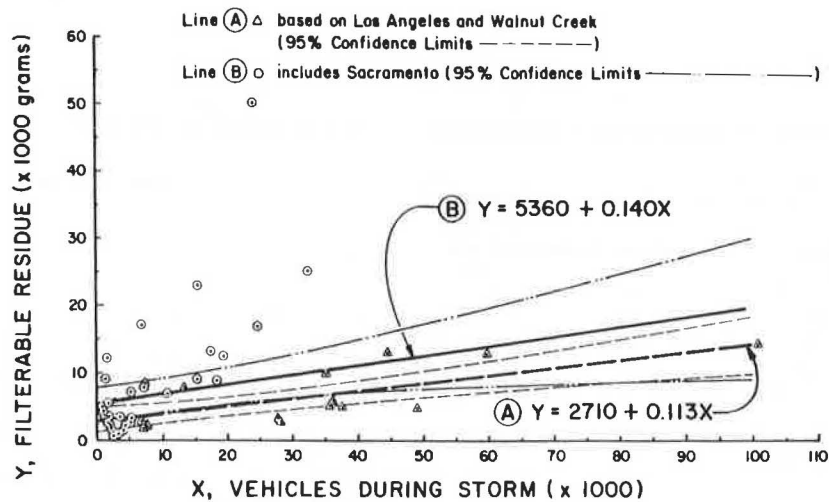 Line Ⓐ △ based on Los Angeles and Walnut Creek
(95% Confidence Limits — — — — —)
Line Ⓑ ○ includes Sacramento (95% Confidence Limits —— - - ——)
Y, FILTERABLE RESIDUE (x 1000 grams)
60
50
40
30
20
10
0
Ⓑ Y = 5360 + 0.140X
Ⓐ Y = 2710 + 0.113X
0 10 20 30 40 50 60 70 80 90 100 110
X, VEHICLES DURING STORM (x 1000)